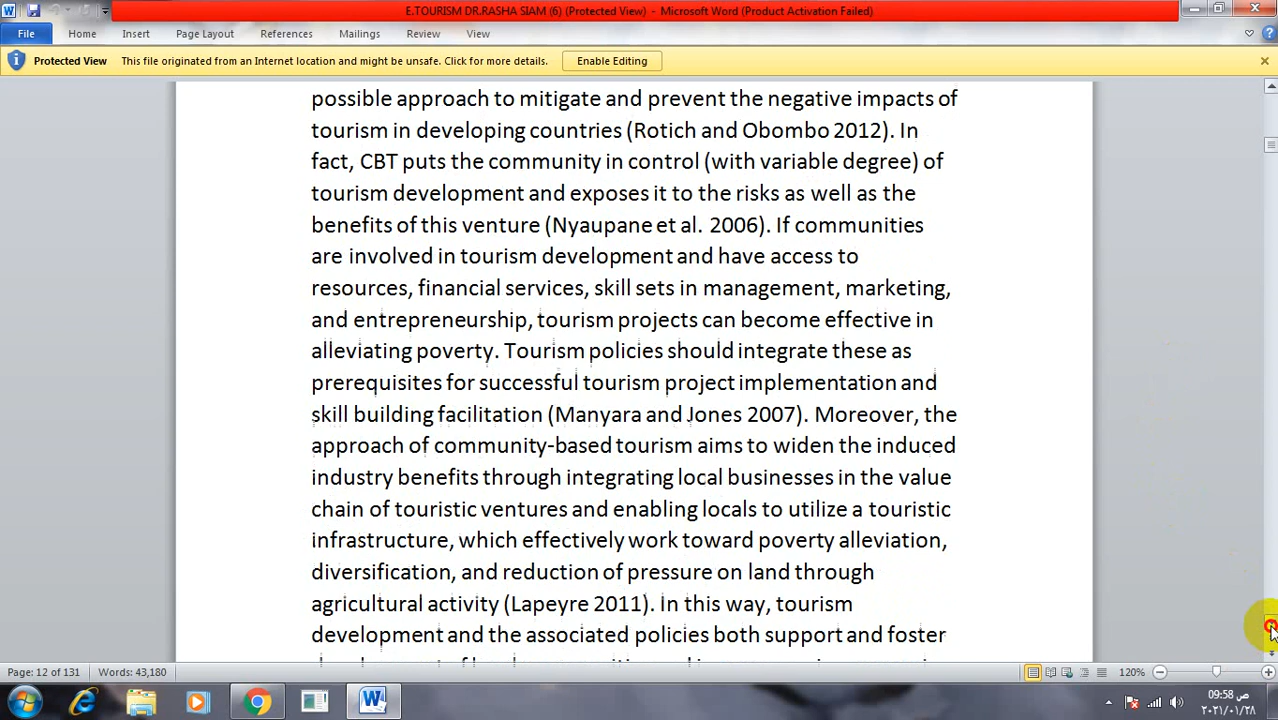 E.TOURISM DR.RASHA SIAM (6) (Protected View) - Microsoft Word (Product Activation Failed)
File Home Insert Page Layout References Mailings Review View
Protected View This file originated from an Internet location and might be unsafe. Click for more details. Enable Editing
possible approach to mitigate and prevent the negative impacts of
tourism in developing countries (Rotich and Obombo 2012). In
fact, CBT puts the community in control (with variable degree) of
tourism development and exposes it to the risks as well as the
benefits of this venture (Nyaupane et al. 2006). If communities
are involved in tourism development and have access to
resources, financial services, skill sets in management, marketing,
and entrepreneurship, tourism projects can become effective in
alleviating poverty. Tourism policies should integrate these as
prerequisites for successful tourism project implementation and
skill building facilitation (Manyara and Jones 2007). Moreover, the
approach of community-based tourism aims to widen the induced
industry benefits through integrating local businesses in the value
chain of touristic ventures and enabling locals to utilize a touristic
infrastructure, which effectively work toward poverty alleviation,
diversification, and reduction of pressure on land through
agricultural activity (Lapeyre 2011). In this way, tourism
development and the associated policies both support and foster
Page: 12 of 131 Words: 43,180 120%
09:58 ص
٢٠٢١/٠١/٢٨